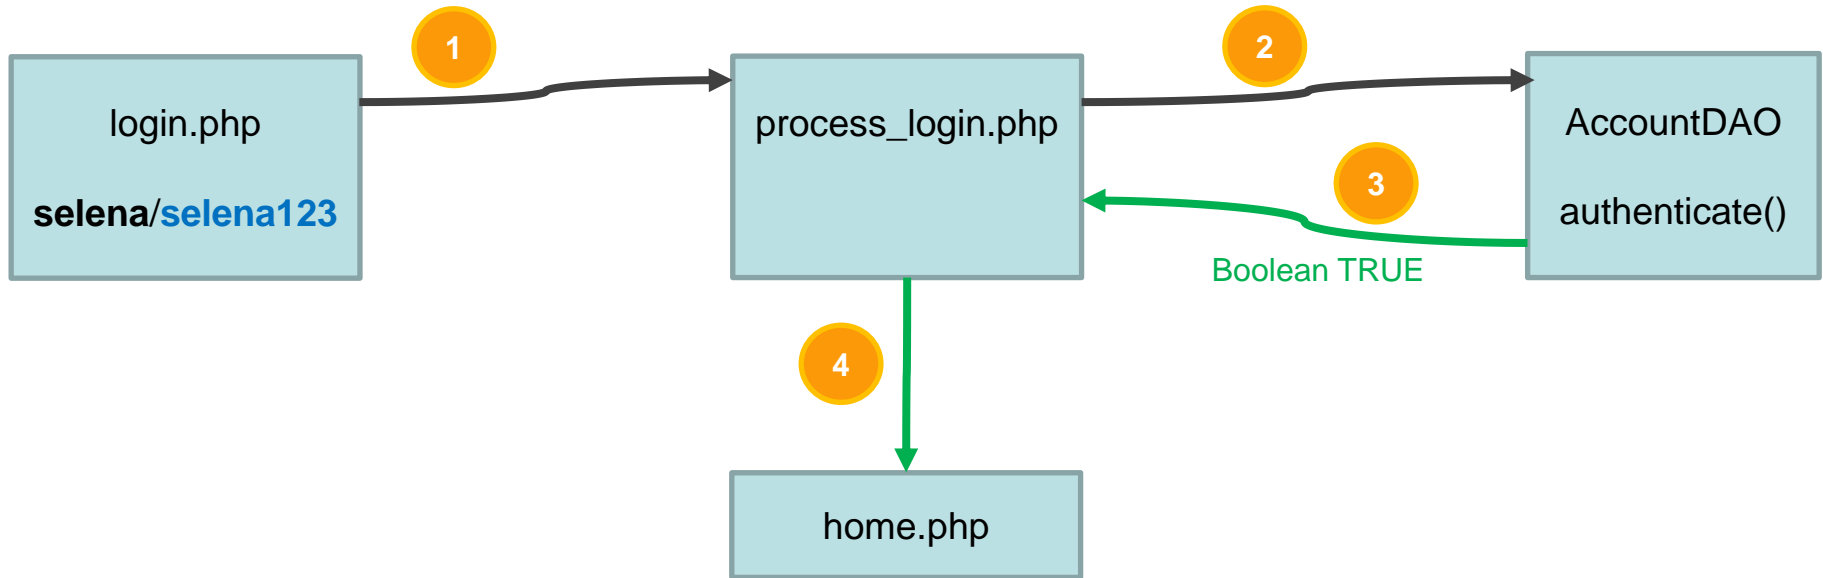 1
2
login.php
selena/selena123
process_login.php
AccountDAO
authenticate()
3
Boolean TRUE
4
home.php